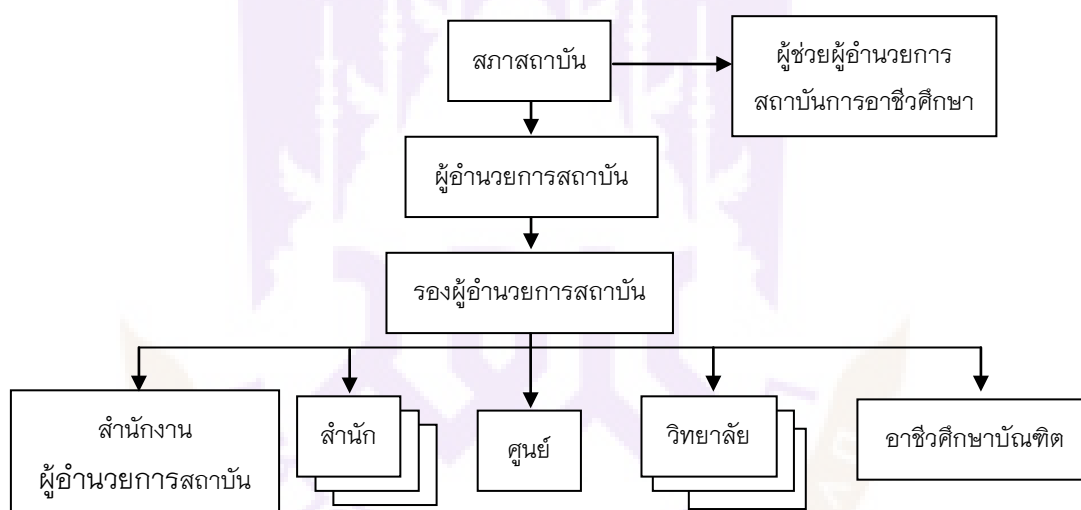 สภาสถาบัน
ผู้ช่วยผู้อำนวยการ
สถาบันการอาชีวศึกษา
ผู้อำนวยการสถาบัน
รองผู้อำนวยการสถาบัน
สำนักงาน
ผู้อำนวยการสถาบัน
สำนัก
ศูนย์
วิทยาลัย
อาชีวศึกษาบัณฑิต